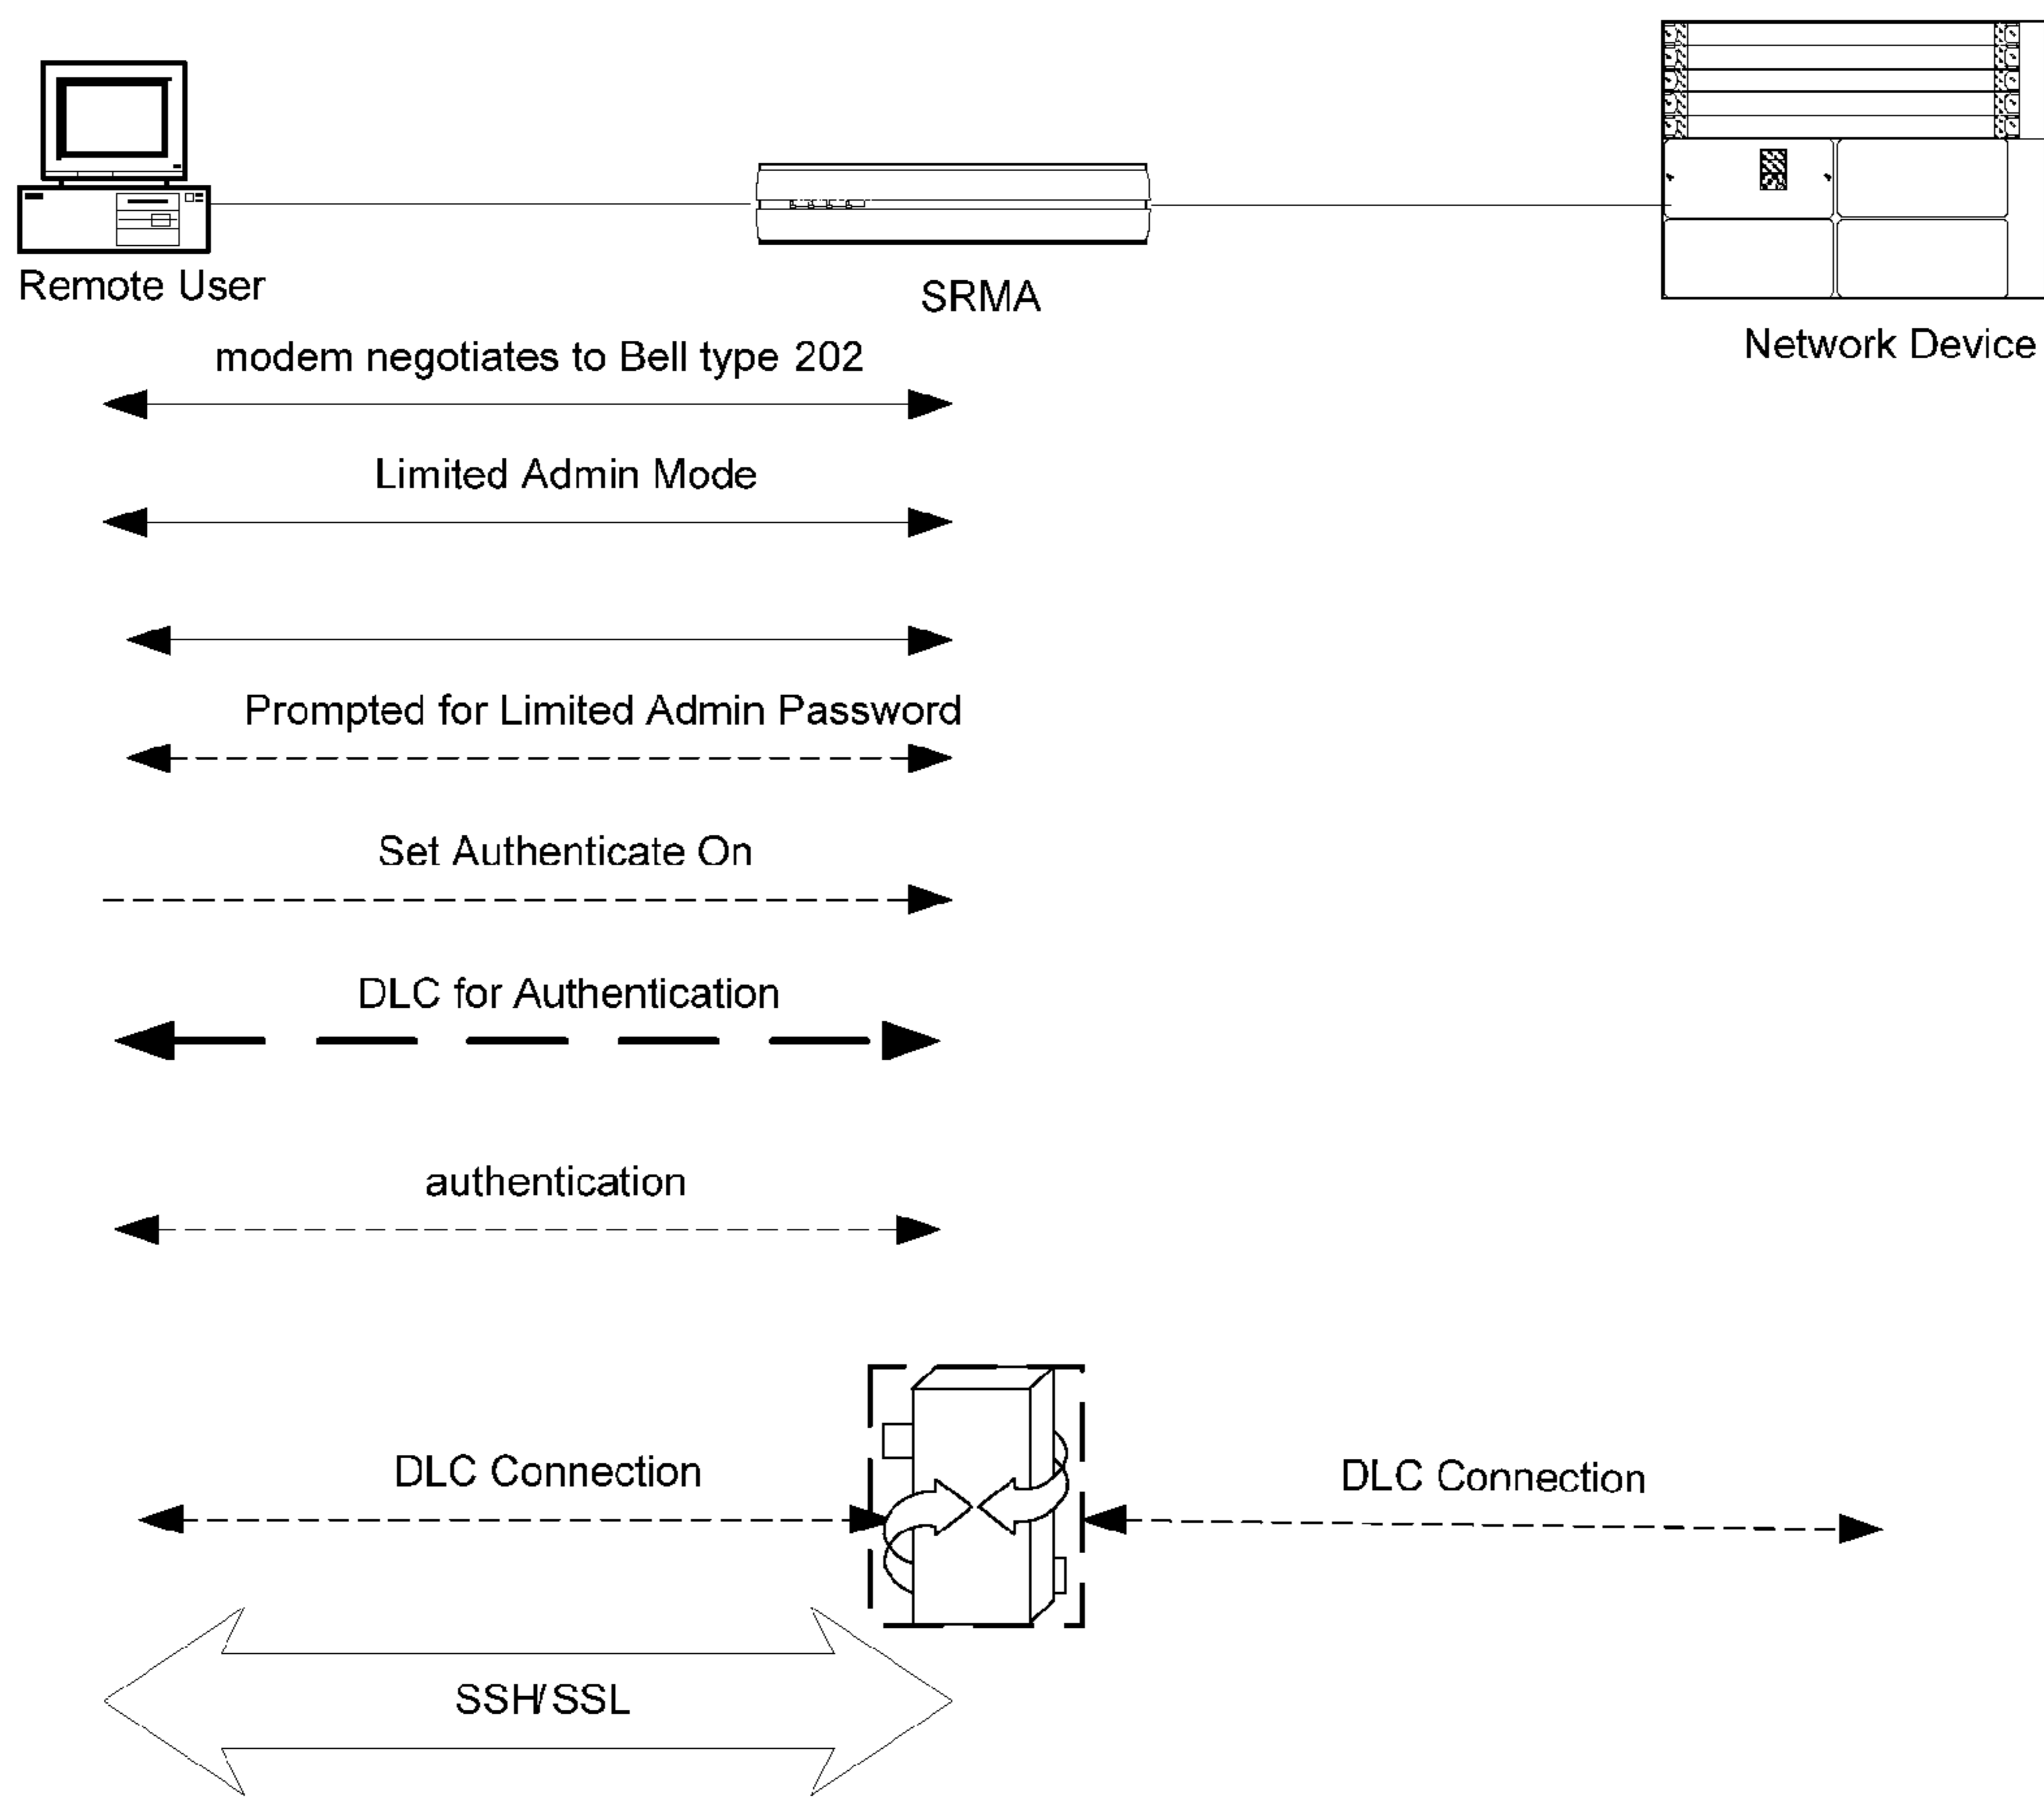 Remote User
SRMA
Network Device
modem negotiates to Bell type 202
Limited Admin Mode
Prompted for Limited Admin Password
Set Authenticate On
DLC for Authentication
authentication
DLC Connection
DLC Connection
SSH/SSL